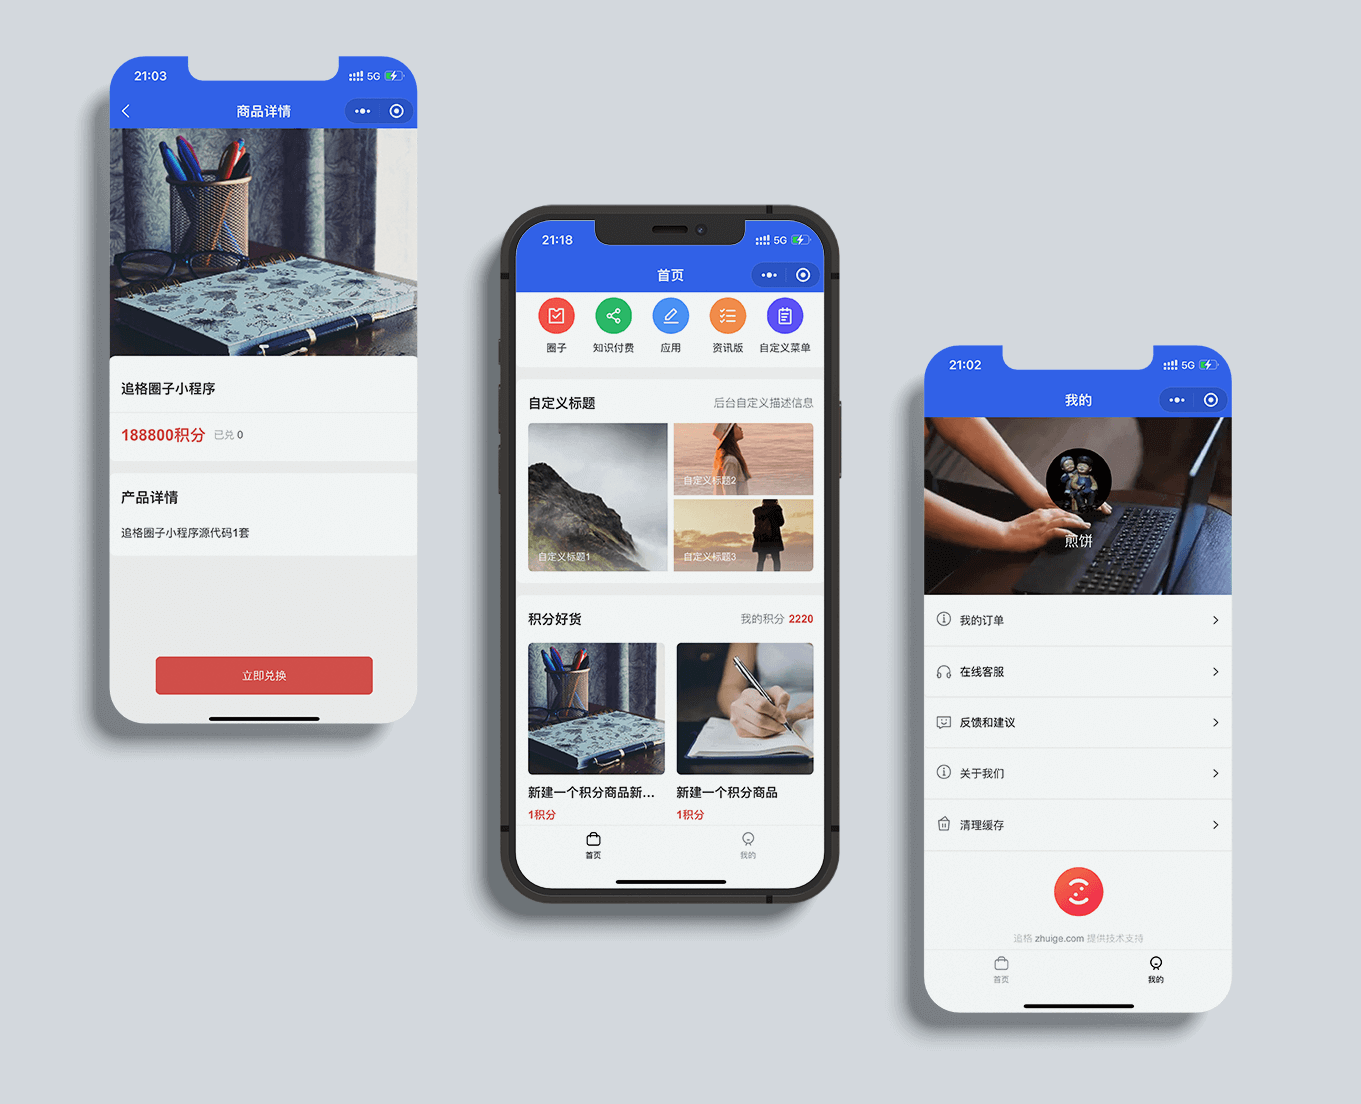 21:03
5G
商品详情
追格圈子小程序
188800积分 已兑 0
产品详情
追格圈子小程序源代码1套
立即兑换
21:18
5G
首页
圈子
知识付费
应用
资讯版
自定义菜单
自定义标题
后台自定义描述信息
自定义标题1
自定义标题2
自定义标题3
积分好货
我的积分 2220
新建一个积分商品新...
1积分
新建一个积分商品
1积分
首页
我的
21:02
5G
我的
煎饼
我的订单
在线客服
反馈和建议
关于我们
清理缓存
追格 zhuige.com 提供技术支持
首页
我的